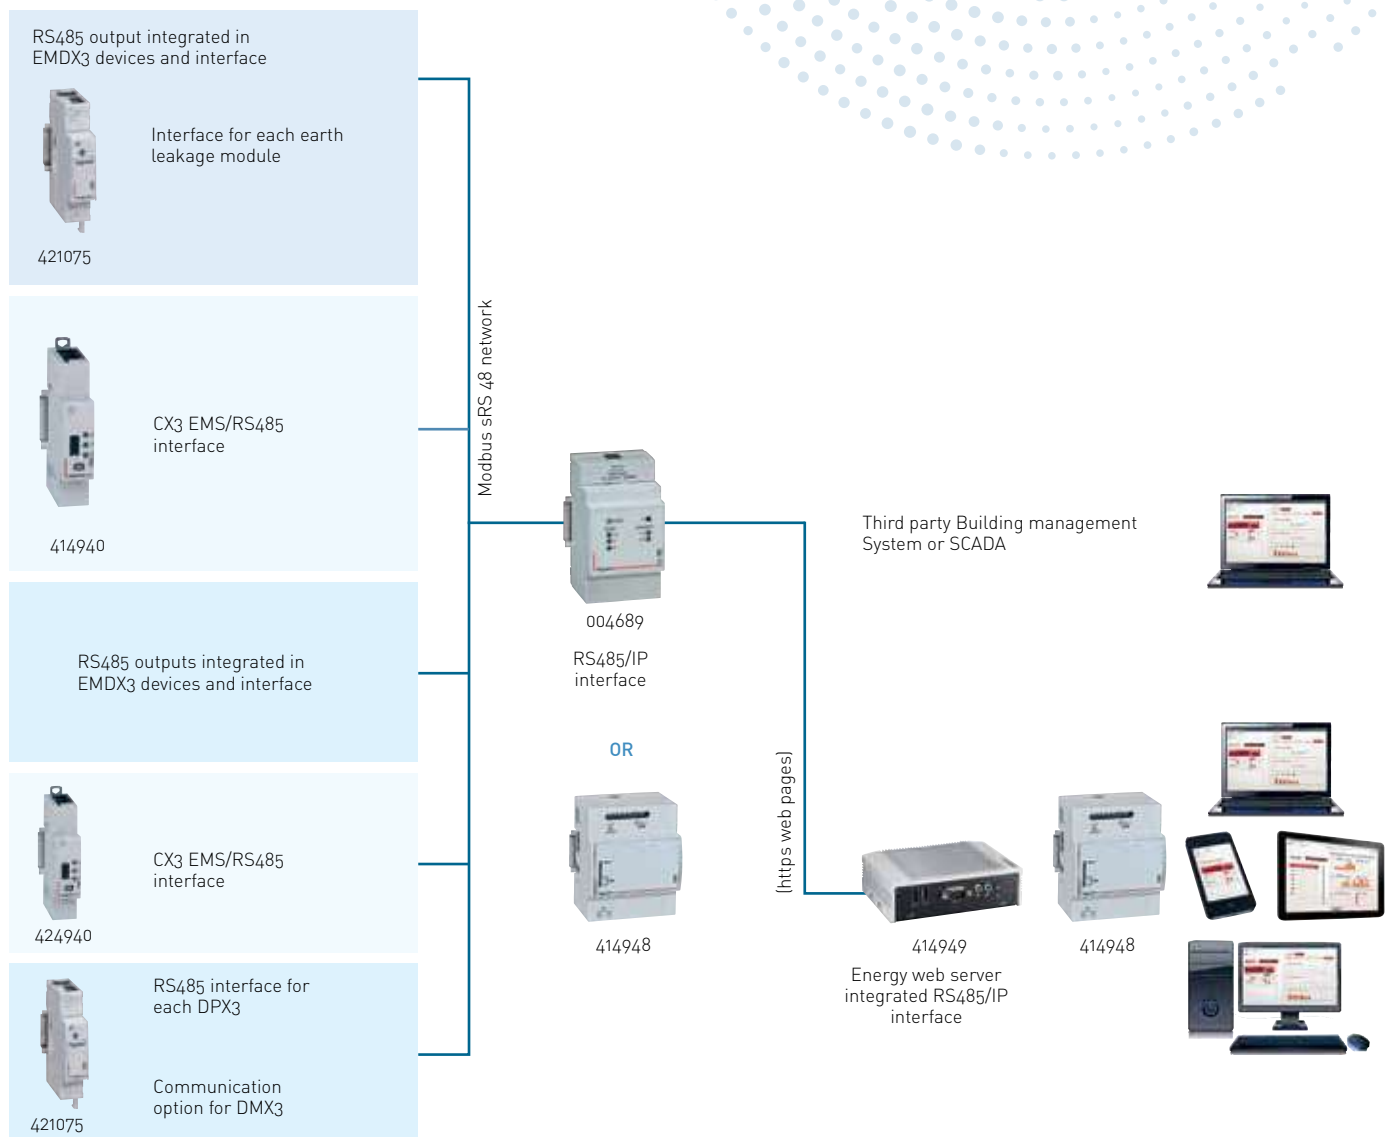 RS485 output integrated in
EMDX3 devices and interface
Interface for each earth
leakage module
421075
CX3 EMS/RS485
interface
414940
RS485 outputs integrated in
EMDX3 devices and interface
CX3 EMS/RS485
interface
424940
RS485 interface for
each DPX3
Communication
option for DMX3
421075
Modbus sRS 48 network
004689
RS485/IP
interface
OR
414948
(https web pages)
Third party Building management
System or SCADA
414949
Energy web server
integrated RS485/IP
interface
414948